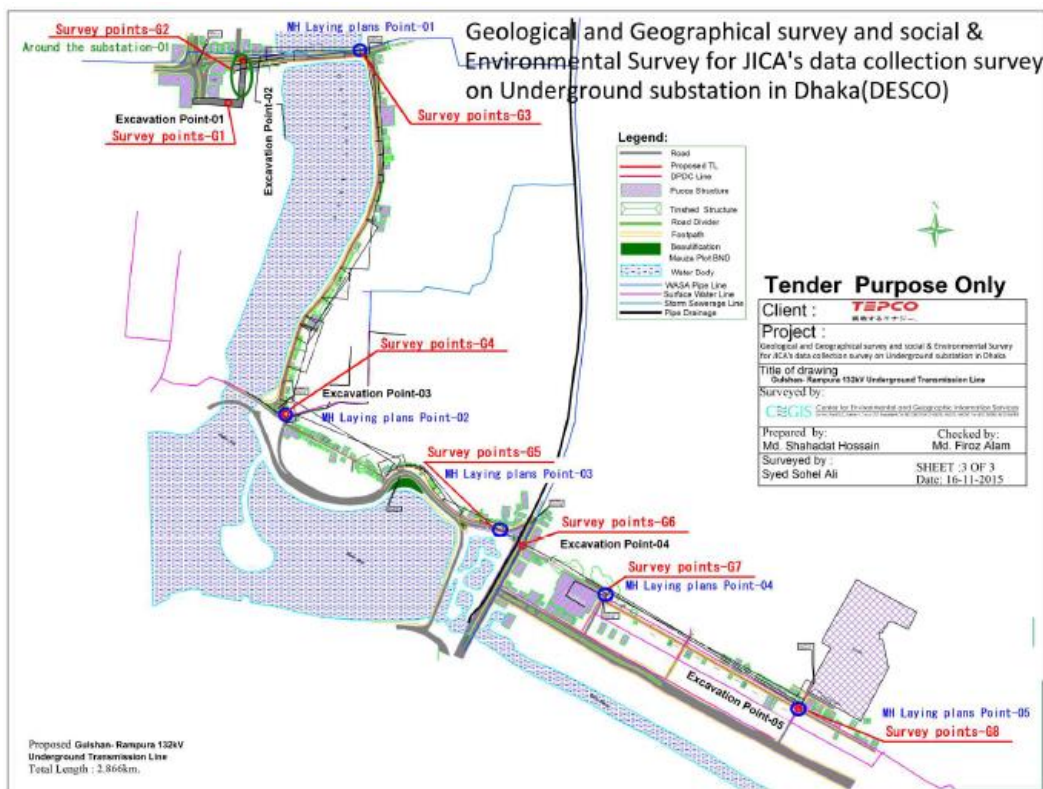 Geological and Geographical survey and social &
Environmental Survey for JICA's data collection survey
on Underground substation in Dhaka(DESCO)
Survey points-G2
MH Laying plans Point-01
Around the substation-01
Excavation Point-01
Survey points-G1
Excavation Point-02
Survey points-G3
Legend:
Road
Proposed TL
DPDC Line
Pucca Structure
Tinshed Structure
Road Divider
Footpath
Beautification
Mauza Plot BND
Water Body
WASA Pipe Line
Surface Water Line
Storm Sewerage Line
Pipe Drainage
Tender Purpose Only
Client :
TEPCO
Project :
Geological and Geographical survey and social & Environmental Survey
for JICA's data collection survey on Underground substation in Dhaka
Title of drawing
Gulshan- Rampura 132kV Underground Transmission Line
Surveyed by:
CEGIS
Center for Environmental and Geographic Information Services
Prepared by:
Md. Shahadat Hossain
Checked by:
Md. Firoz Alam
Surveyed by :
Syed Sohel Ali
SHEET :3 OF 3
Date: 16-11-2015
Survey points-G4
Excavation Point-03
MH Laying plans Point-02
Survey points-G5
MH Laying plans Point-03
Survey points-G6
Excavation Point-04
Survey points-G7
MH Laying plans Point-04
Excavation Point-05
MH Laying plans Point-05
Survey points-G8
Proposed Gulshan- Rampura 132kV
Underground Transmission Line
Total Length : 2.866km.